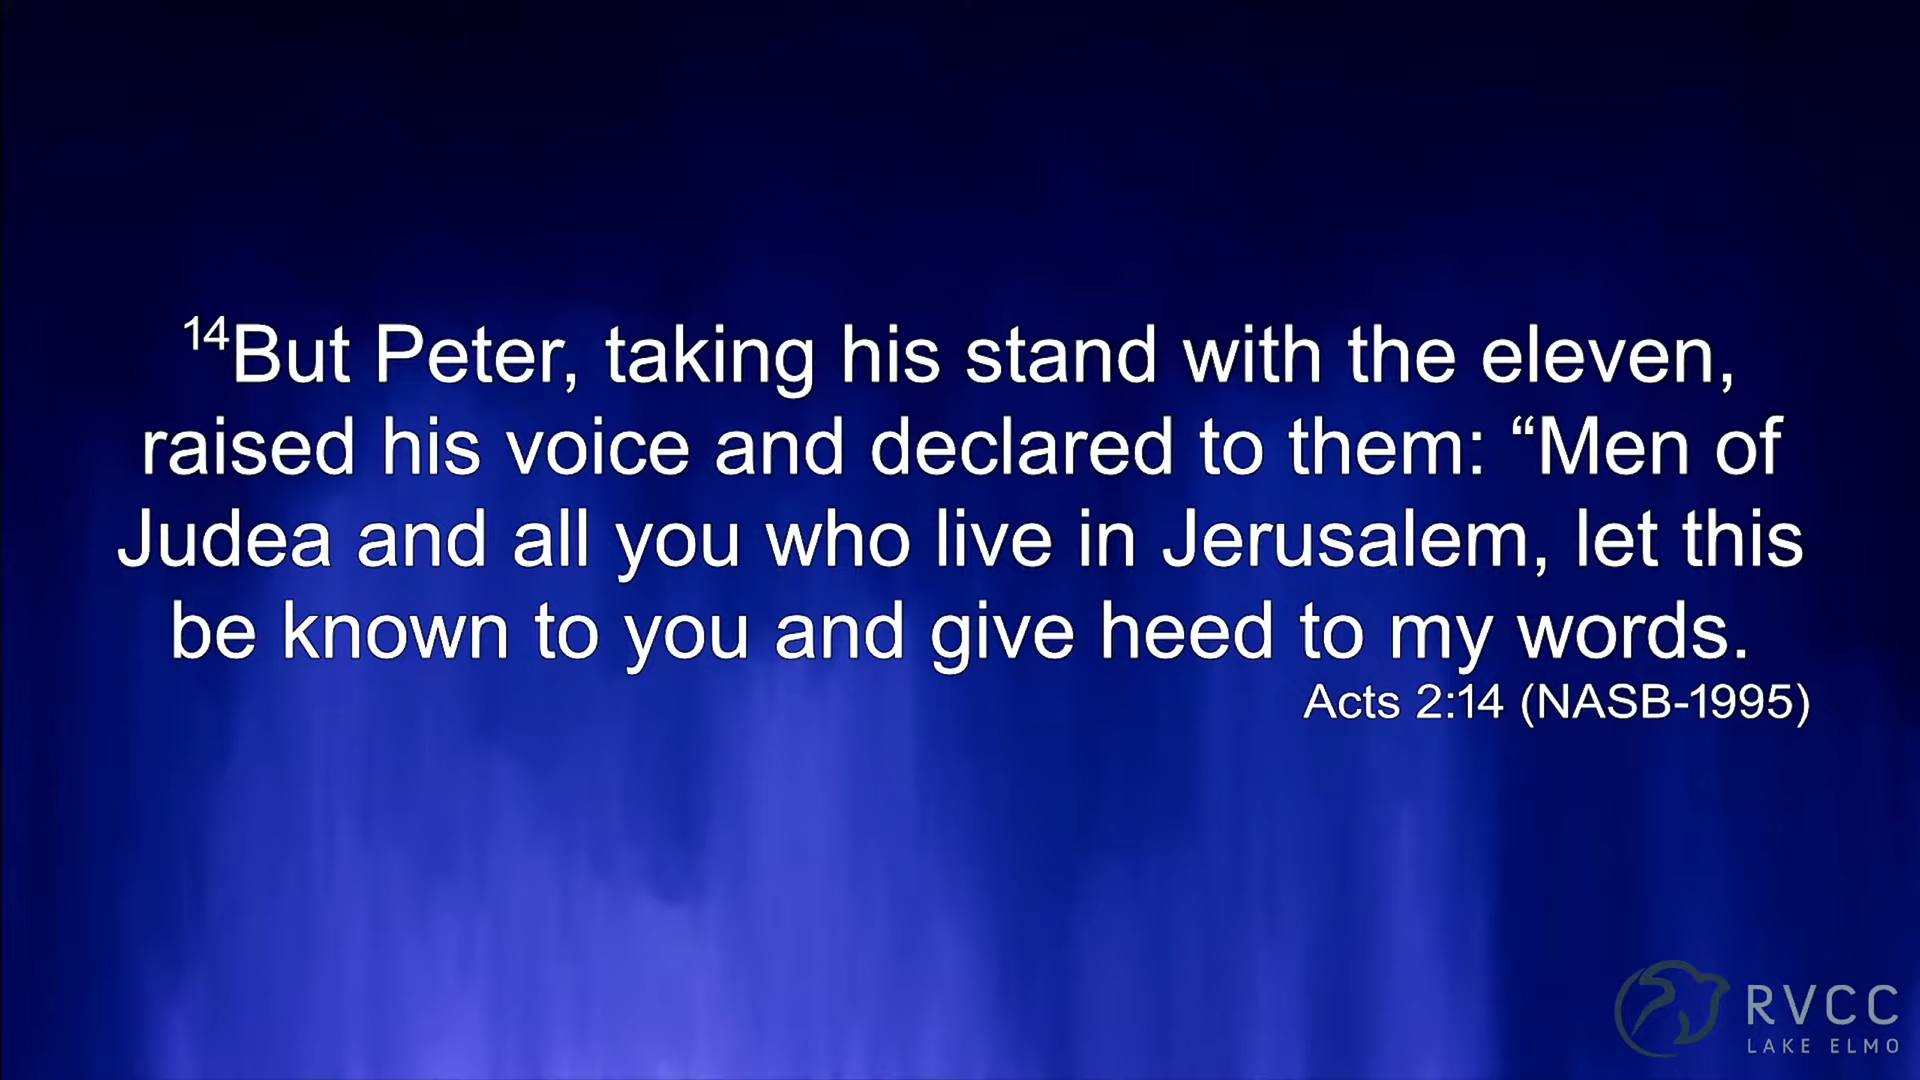 14But Peter, taking his stand with the eleven,
raised his voice and declared to them: “Men of
Judea and all you who live in Jerusalem, let this
be known to you and give heed to my words.
Acts 2:14 (NASB-1995)
RVCC
LAKE ELMO